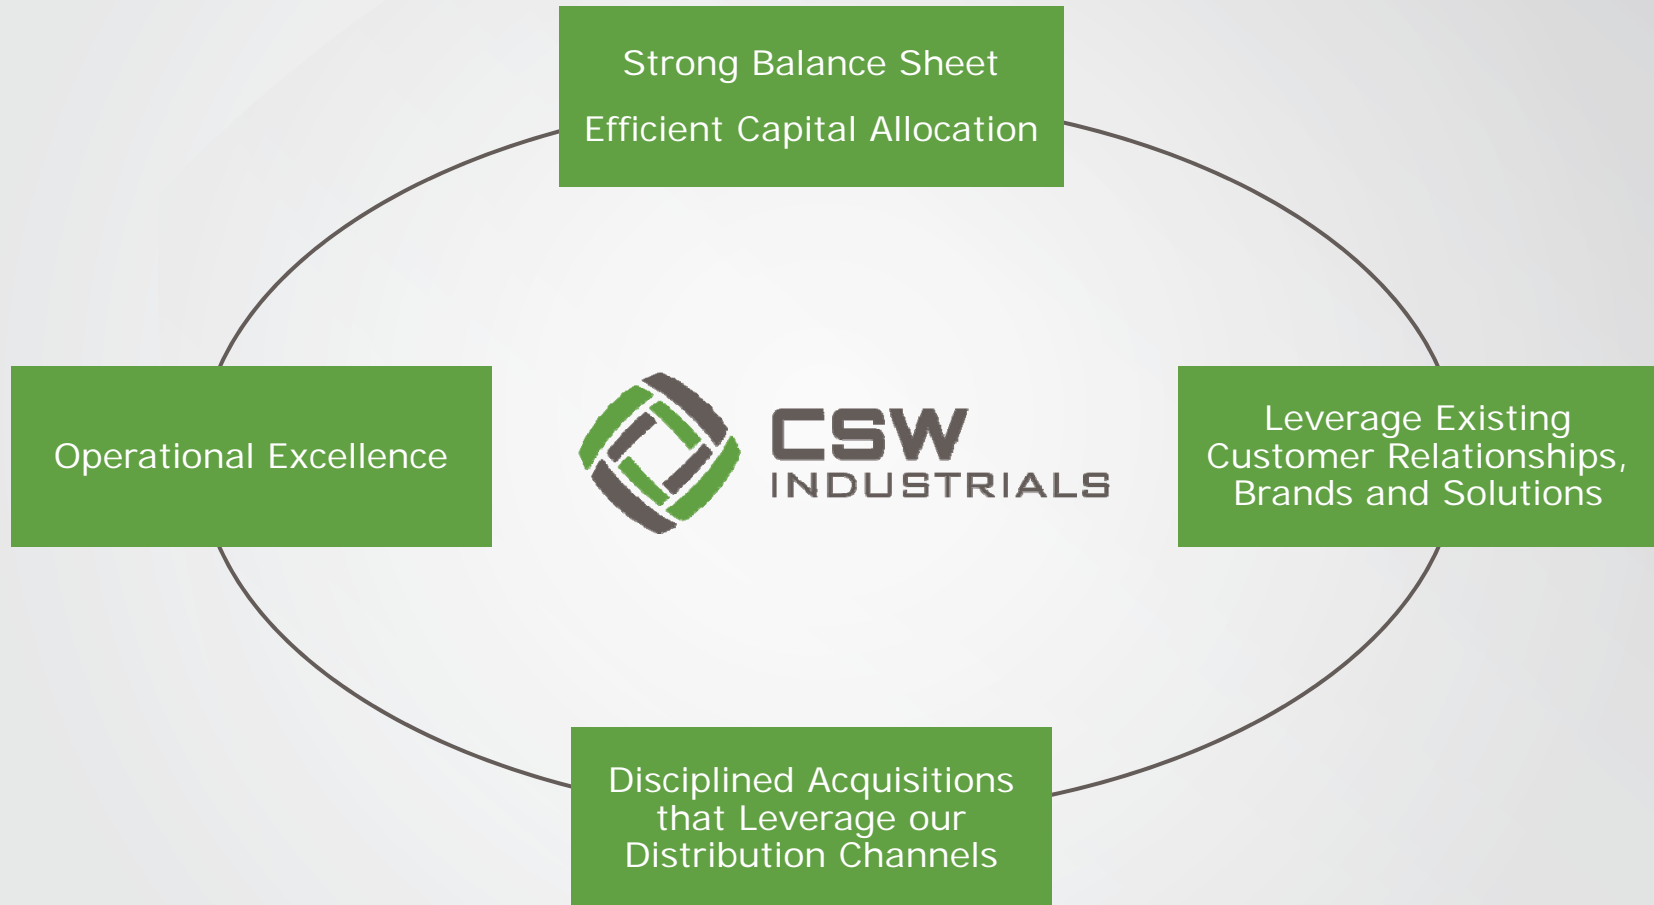 Strong Balance Sheet
Efficient Capital Allocation
Operational Excellence
CSW
INDUSTRIALS
Leverage Existing
Customer Relationships,
Brands and Solutions
Disciplined Acquisitions
that Leverage our
Distribution Channels